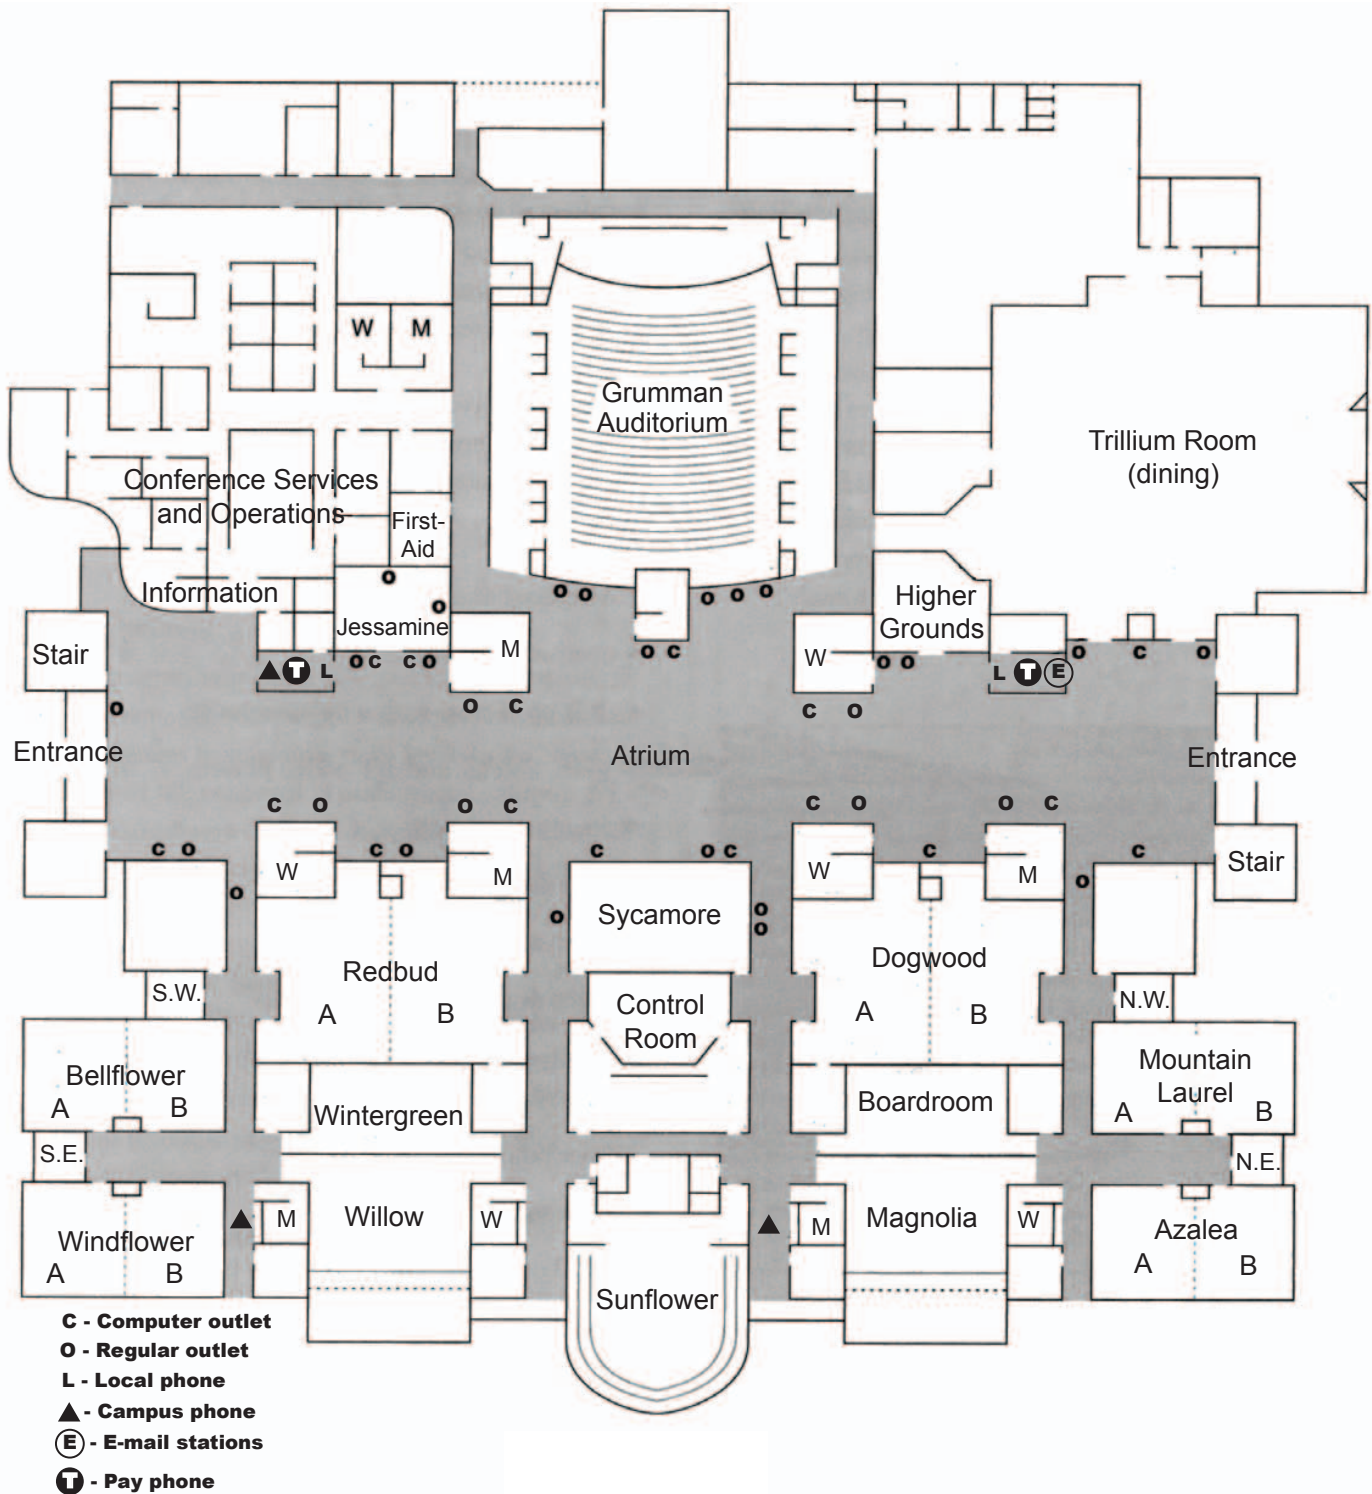 W M
Grumman
Auditorium
Trillium Room
(dining)
Conference Services
and Operations
First-
Aid
Information
O
O
Jessamine
O O O O O
Higher
Grounds
Stair
M
O C
W
O O
L T E
O C O
▲ T L
O C C O
O
O C
C O
Entrance
Atrium
Entrance
C O
O C
C O
O C
C O
C O
C
O C
C
C
W
M
W
M
Stair
O
O
O
O
O
Sycamore
Redbud
A B
Dogwood
A B
S.W.
Control
Room
N.W.
Bellflower
A B
Mountain
Laurel
A B
Wintergreen
Boardroom
S.E.
N.E.
▲
M
Willow
W
▲
M
Magnolia
W
Windflower
A B
Azalea
A B
Sunflower
C - Computer outlet
O - Regular outlet
L - Local phone
▲ - Campus phone
E - E-mail stations
T - Pay phone